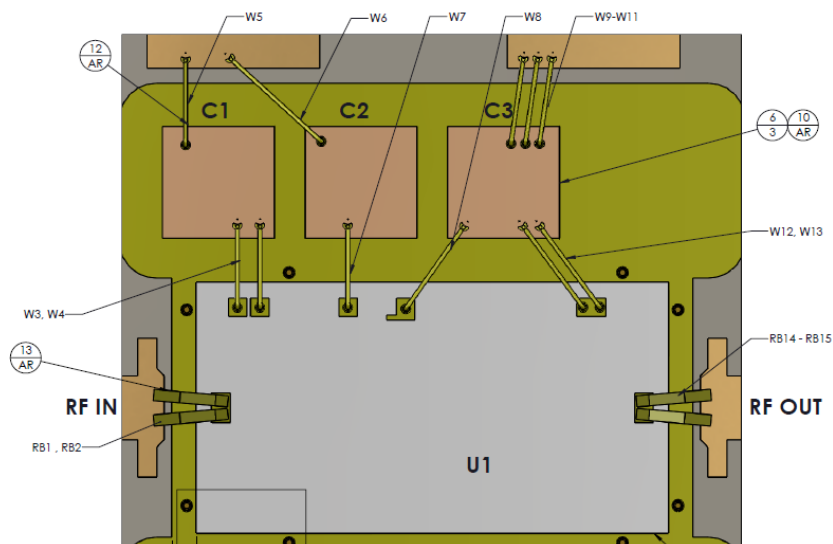 W5
W6
W7
W8
W9-W11
12
AR
C1
C2
C3
6
3
10
AR
W12, W13
W3, W4
13
AR
RB14 - RB15
RF IN
RF OUT
RB1 , RB2
U1